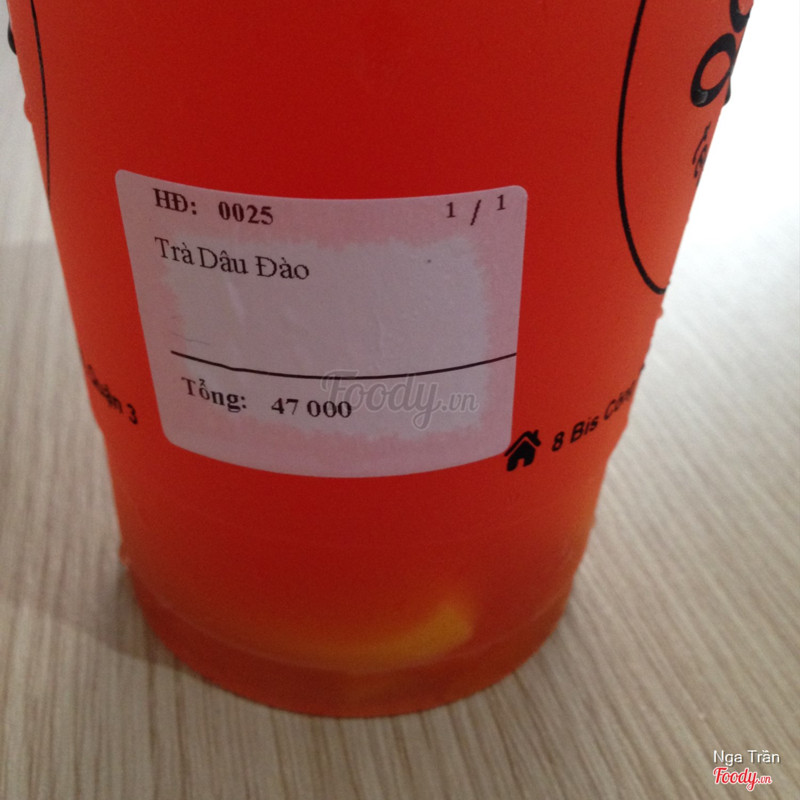 HĐ: 0025 1 / 1
Trà Dâu Đào
Tổng: 47 000
Foody.vn
Quận 3
8 Bis
Nga Trần
Foody.vn